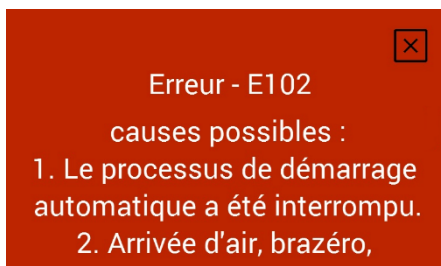 Erreur - E102
causes possibles :
1. Le processus de démarrage
automatique a été interrompu.
2. Arrivée d'air, brazéro,